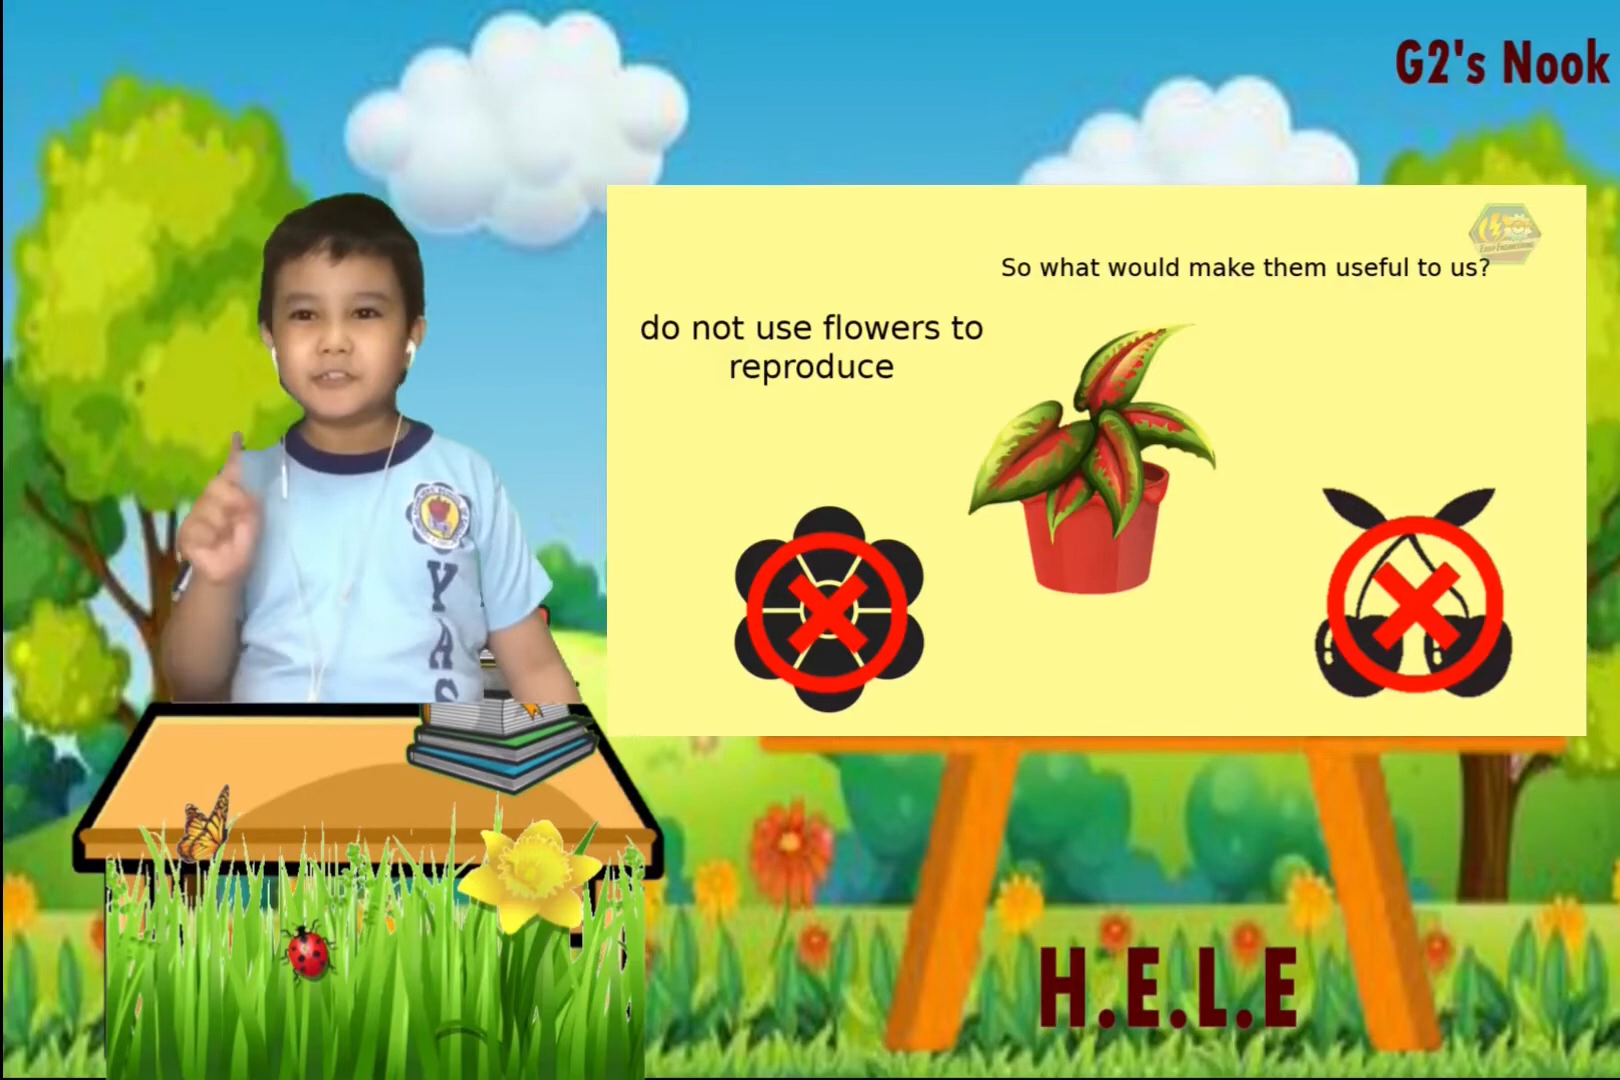 G2's Nook
So what would make them useful to us?
do not use flowers to
reproduce
Y
A
S
H.E.L.E